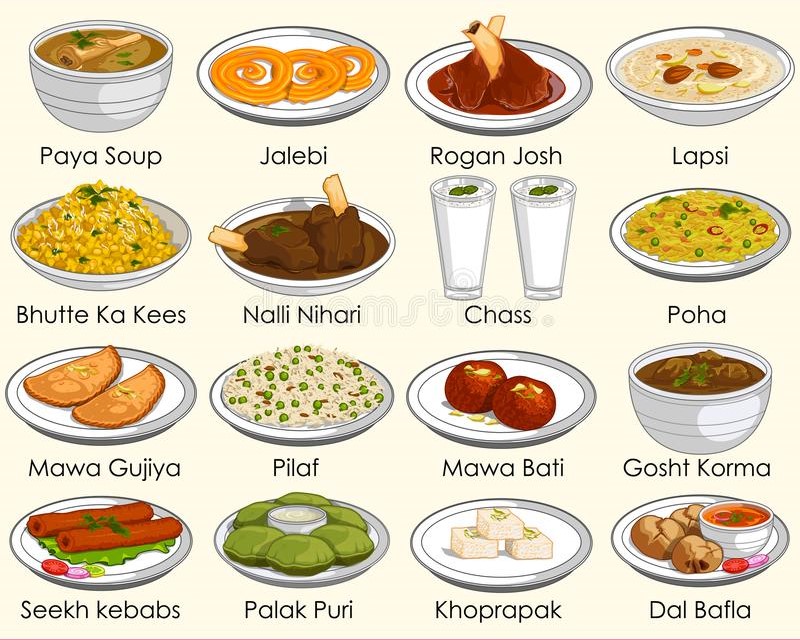 Paya Soup
Jalebi
Rogan Josh
Lapsi
Bhutte Ka Kees
Nalli Nihari
Chass
Poha
Mawa Gujiya
Pilaf
Mawa Bati
Gosht Korma
Seekh kebabs
Palak Puri
Khoprapak
Dal Bafla
dreamstime